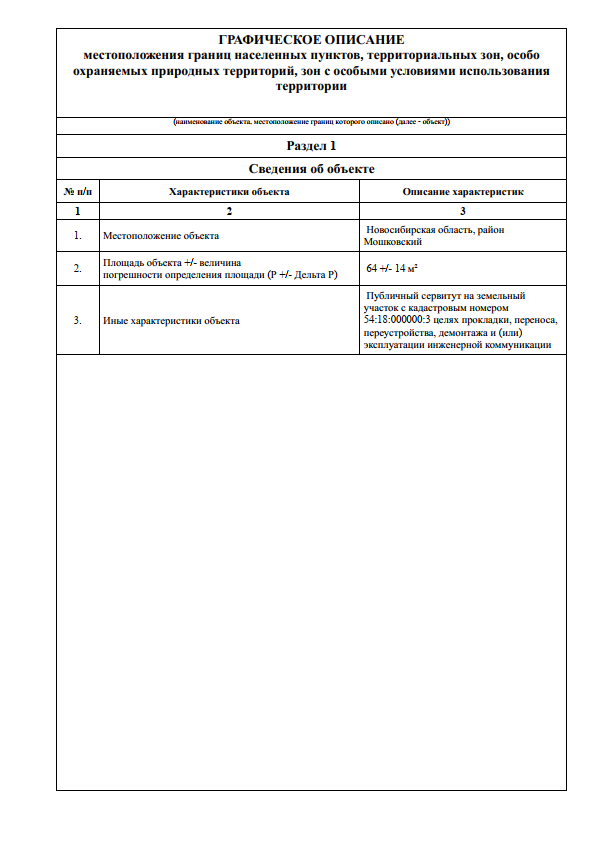 ГРАФИЧЕСКОЕ ОПИСАНИЕ
местоположения границ населенных пунктов, территориальных зон, особо
охраняемых природных территорий, зон с особыми условиями использования
территории
(наименование объекта, местоположение границ которого описано (далее - объект))
Раздел 1
Сведения об объекте
№ п/п Характеристики объекта Описание характеристик
1 2 3
1. Местоположение объекта Новосибирская область, район
Мошковский
2. Площадь объекта +/- величина
погрешности определения площади (Р +/- Дельта Р) 64 +/- 14 м²
3. Иные характеристики объекта Публичный сервитут на земельный
участок с кадастровым номером
54:18:000000:3 целях прокладки, переноса,
переустройства, демонтажа и (или)
эксплуатации инженерной коммуникации